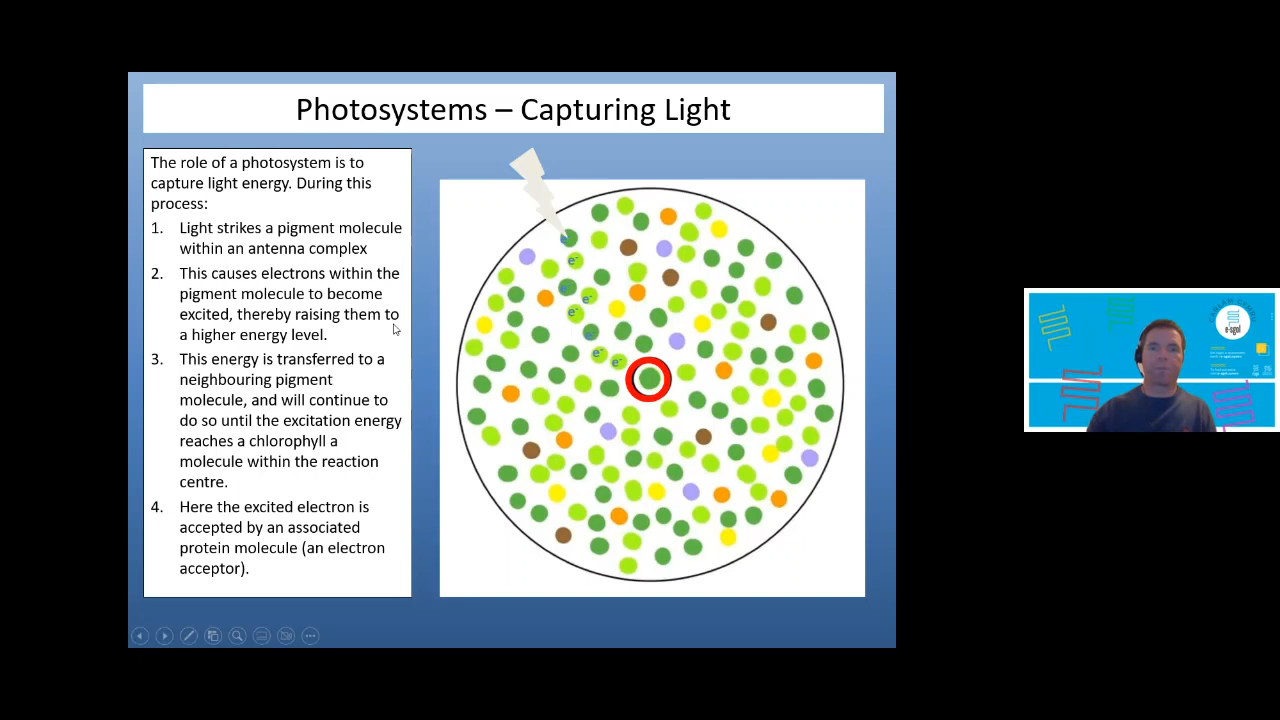 Photosystems – Capturing Light
The role of a photosystem is to
capture light energy. During this
process:
1. Light strikes a pigment molecule
within an antenna complex
2. This causes electrons within the
pigment molecule to become
excited, thereby raising them to
a higher energy level.
3. This energy is transferred to a
neighbouring pigment
molecule, and will continue to
do so until the excitation energy
reaches a chlorophyll a
molecule within the reaction
centre.
4. Here the excited electron is
accepted by an associated
protein molecule (an electron
acceptor).
e-
e-
e-
e-
e-
e-
e-
e-
e-sgol